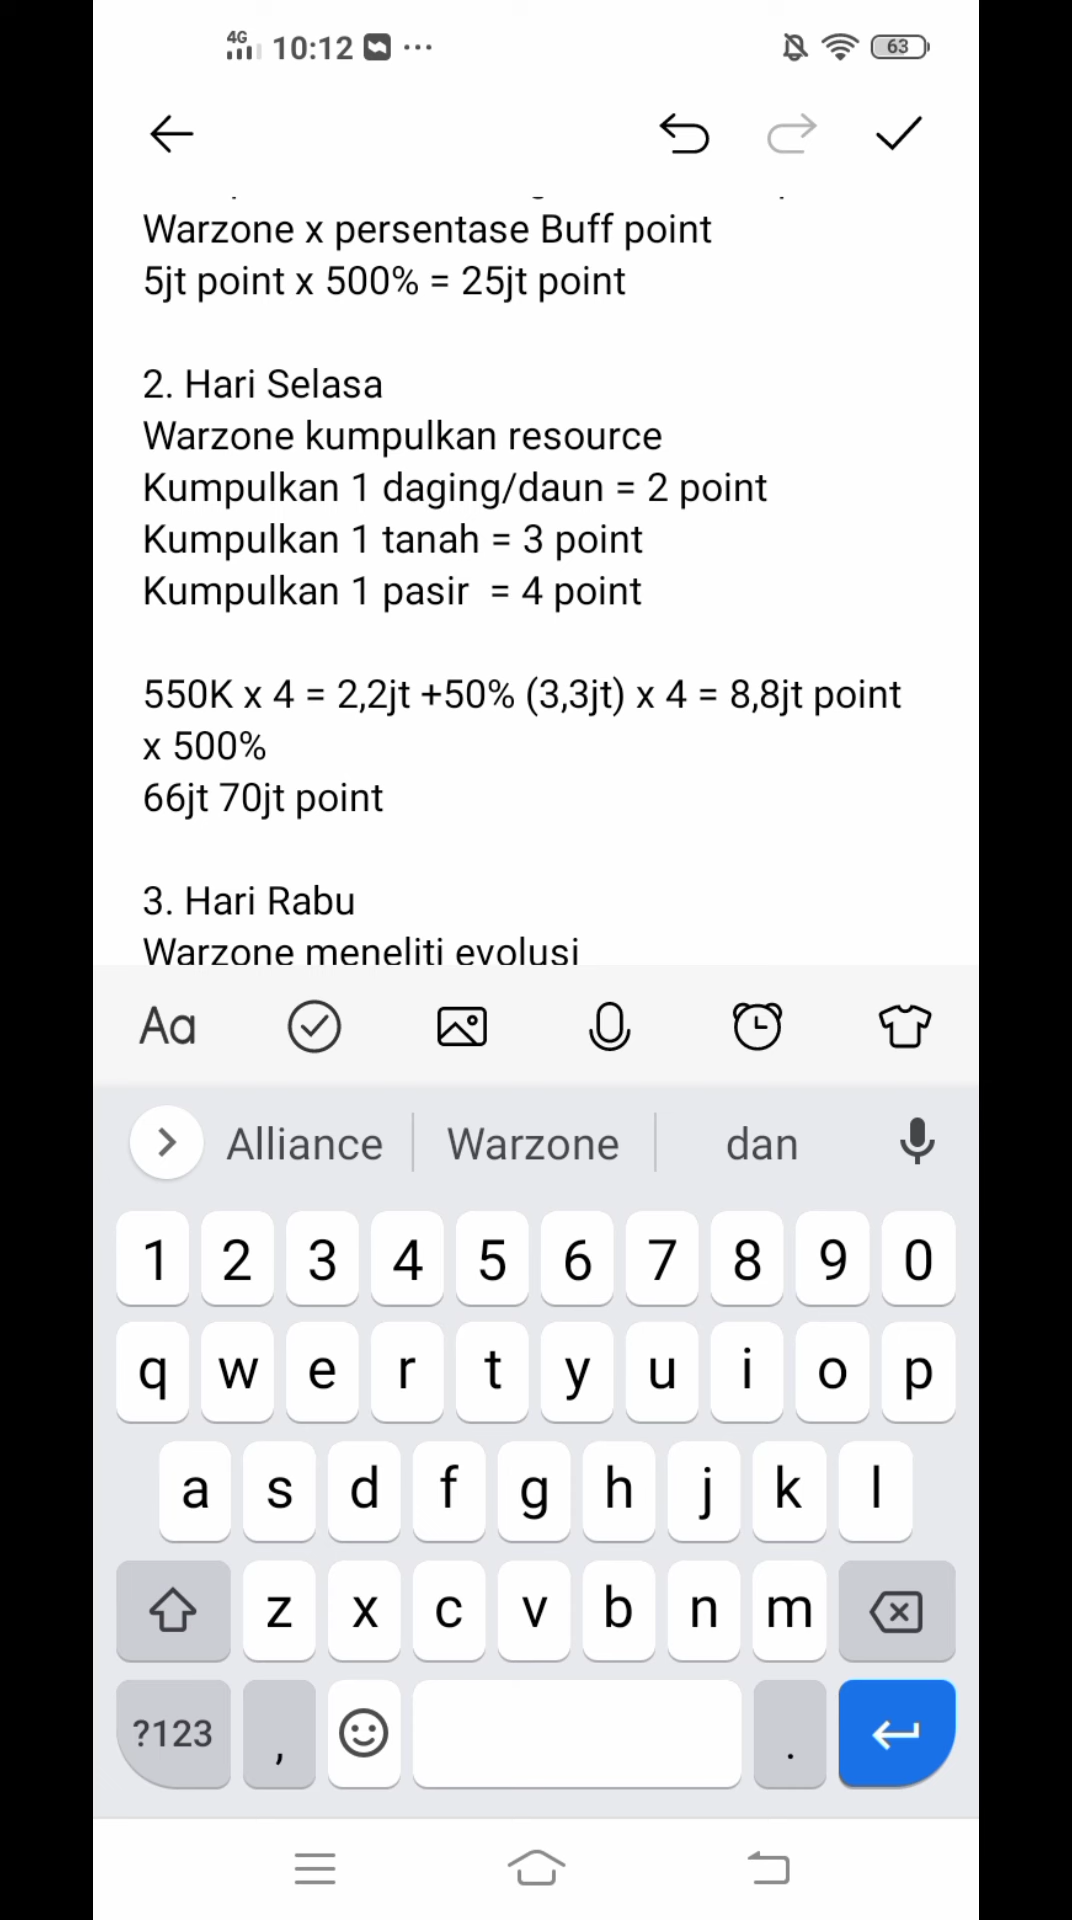 4G 10:12 ... 63
Warzone x persentase Buff point
5jt point x 500% = 25jt point
2. Hari Selasa
Warzone kumpulkan resource
Kumpulkan 1 daging/daun = 2 point
Kumpulkan 1 tanah = 3 point
Kumpulkan 1 pasir  = 4 point
550K x 4 = 2,2jt +50% (3,3jt) x 4 = 8,8jt point
x 500%
66jt 70jt point
3. Hari Rabu
Warzone meneliti evolusi
Aa
Alliance Warzone dan
1 2 3 4 5 6 7 8 9 0
q w e r t y u i o p
a s d f g h j k l
z x c v b n m
?123 , .